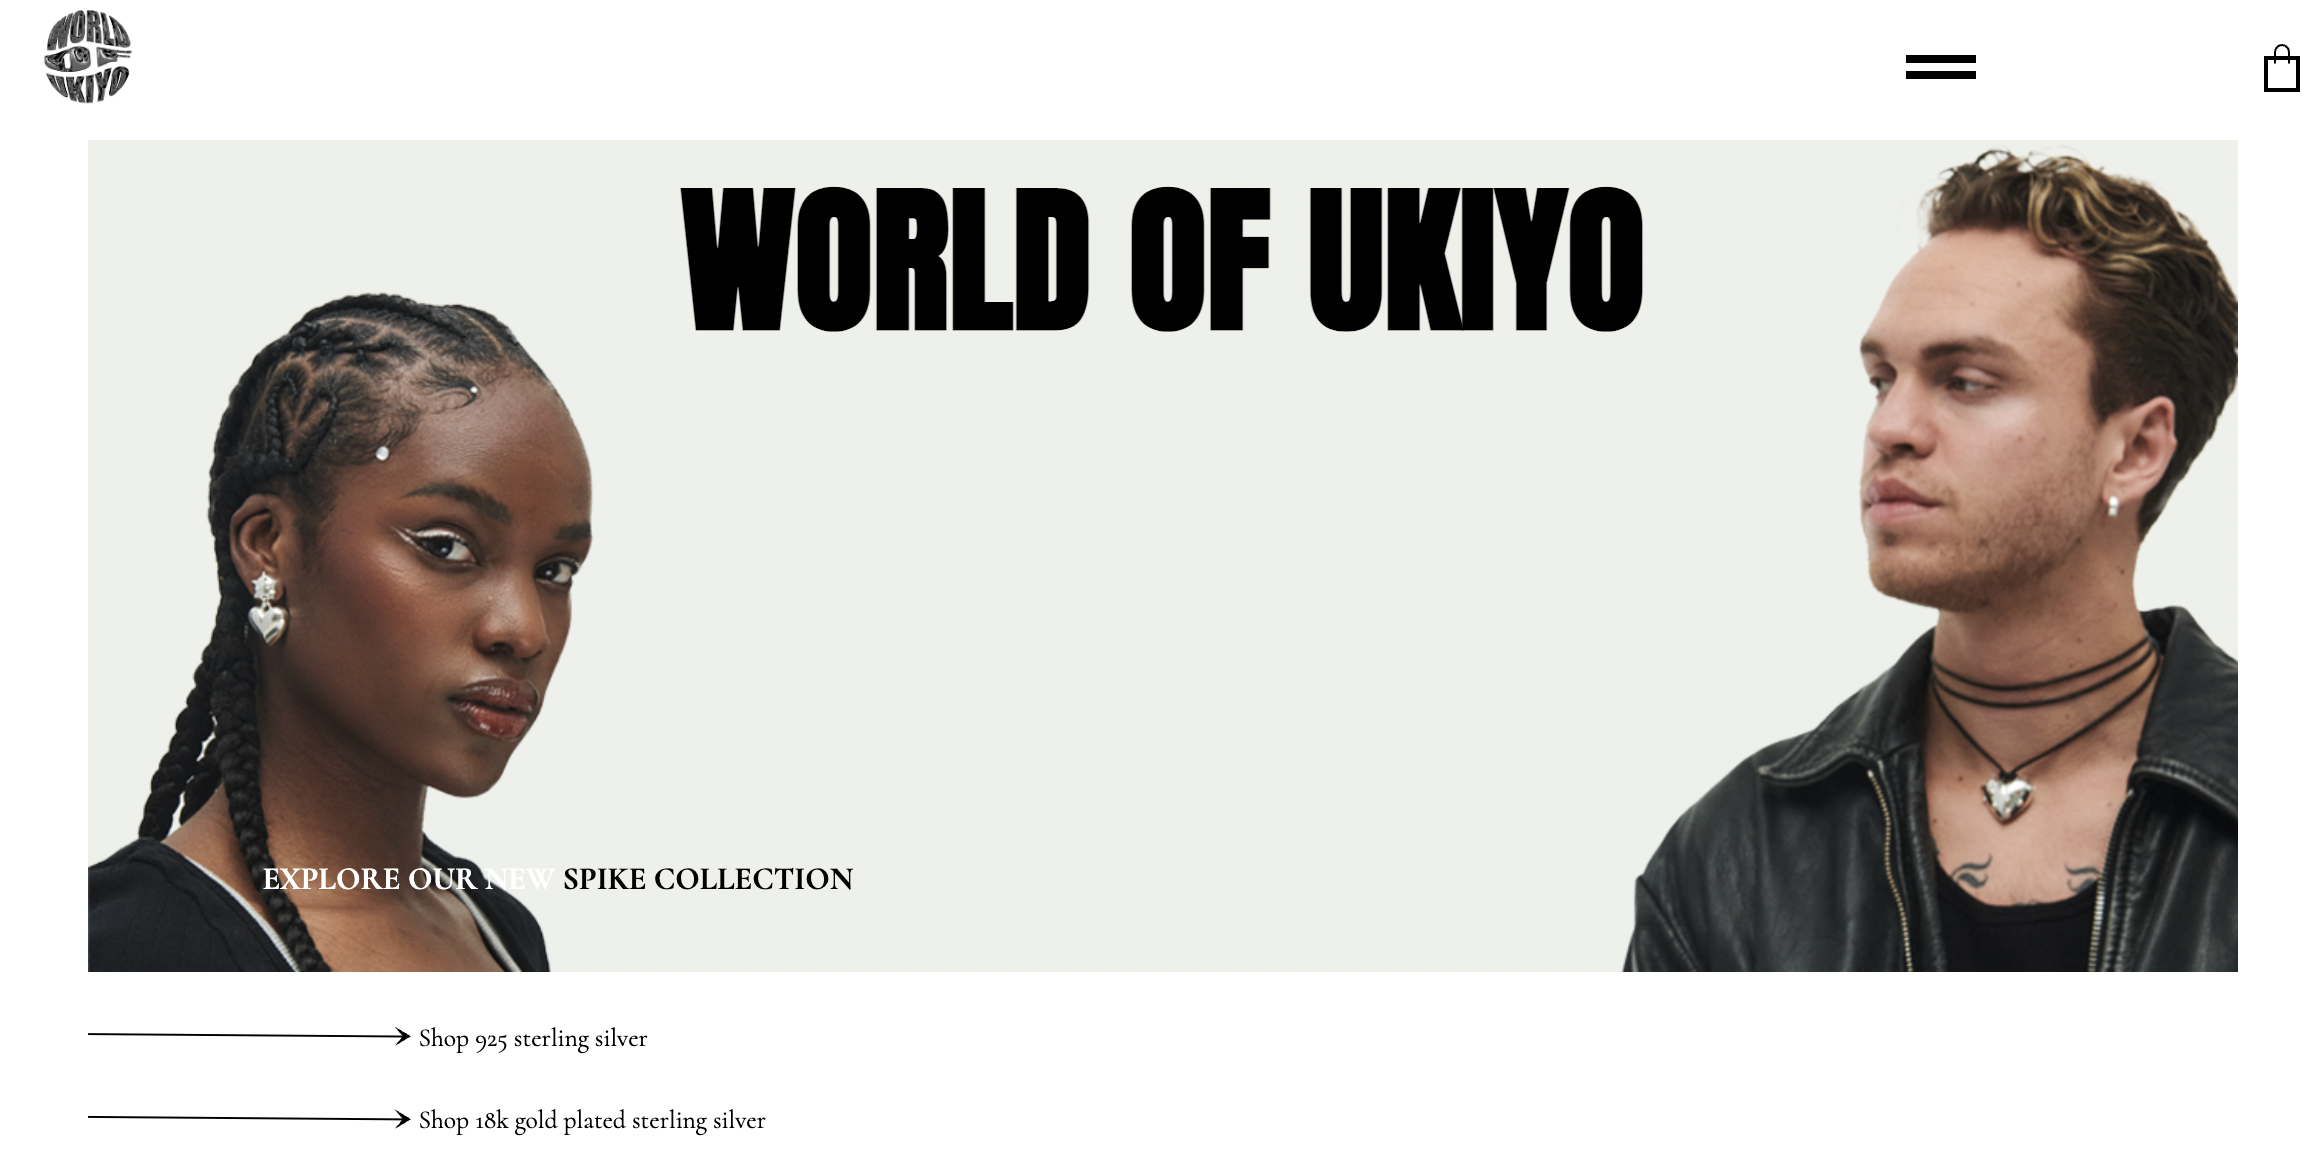 WORLD
UKIYO
WORLD OF UKIYO
EXPLORE OUR NEW SPIKE COLLECTION
Shop 925 sterling silver
Shop 18k gold plated sterling silver